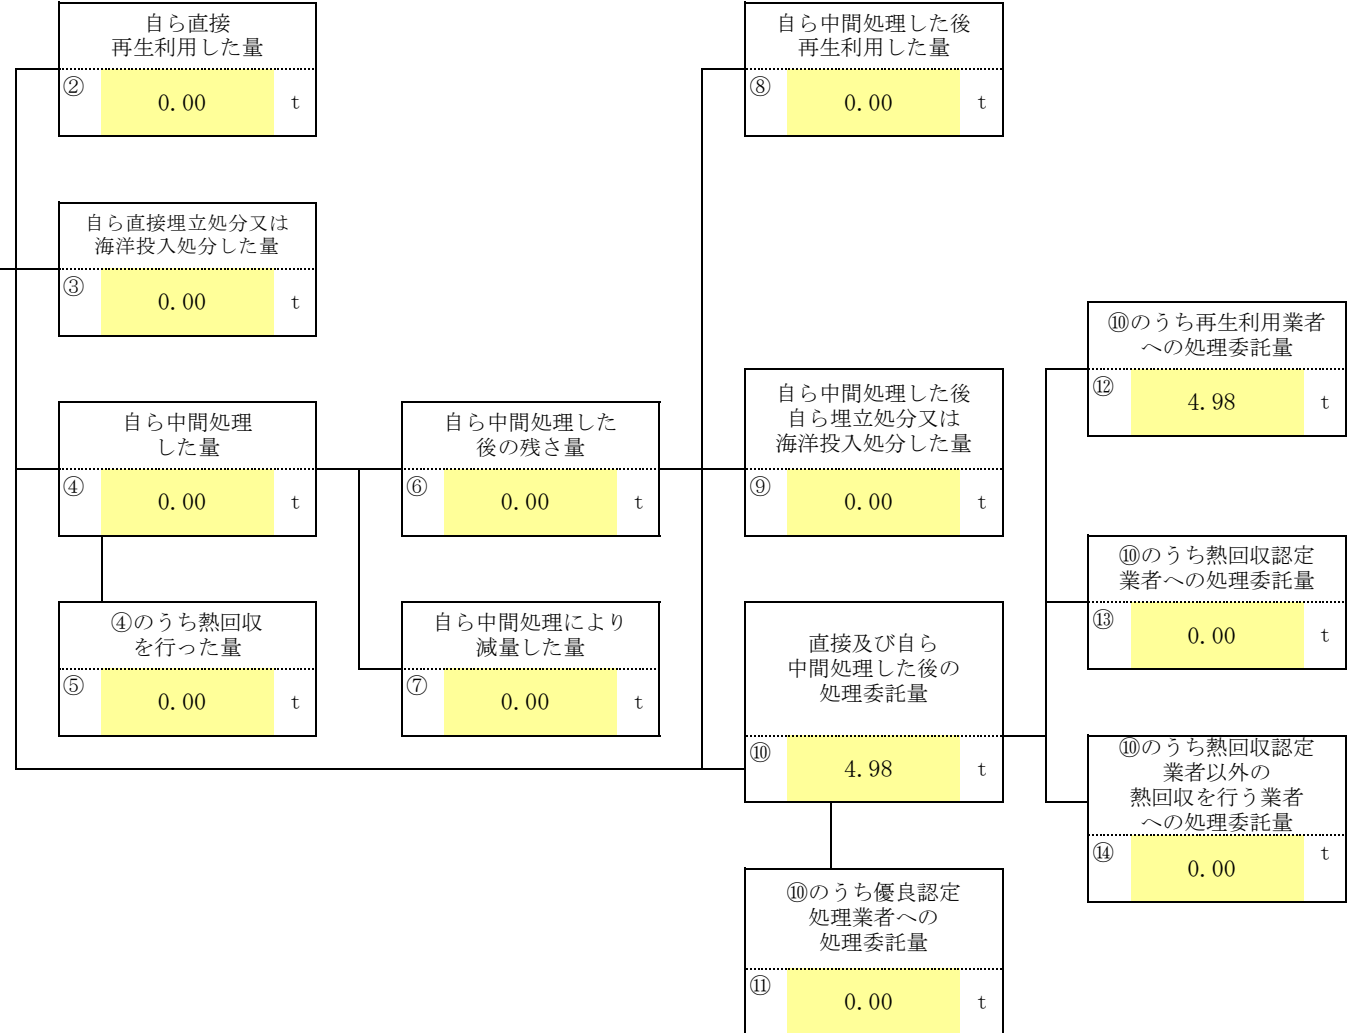 自ら直接
再生利用した量
② 0.00 t
自ら直接埋立処分又は
海洋投入処分した量
③ 0.00 t
自ら中間処理
した量
④ 0.00 t
④のうち熱回収
を行った量
⑤ 0.00 t
自ら中間処理した
後の残さ量
⑥ 0.00 t
自ら中間処理により
減量した量
⑦ 0.00 t
自ら中間処理した後
再生利用した量
⑧ 0.00 t
自ら中間処理した後
自ら埋立処分又は
海洋投入処分した量
⑨ 0.00 t
直接及び自ら
中間処理した後の
処理委託量
⑩ 4.98 t
⑩のうち優良認定
処理業者への
処理委託量
⑪ 0.00 t
⑩のうち再生利用業者
への処理委託量
⑫ 4.98 t
⑩のうち熱回収認定
業者への処理委託量
⑬ 0.00 t
⑩のうち熱回収認定
業者以外の
熱回収を行う業者
への処理委託量
⑭ 0.00 t